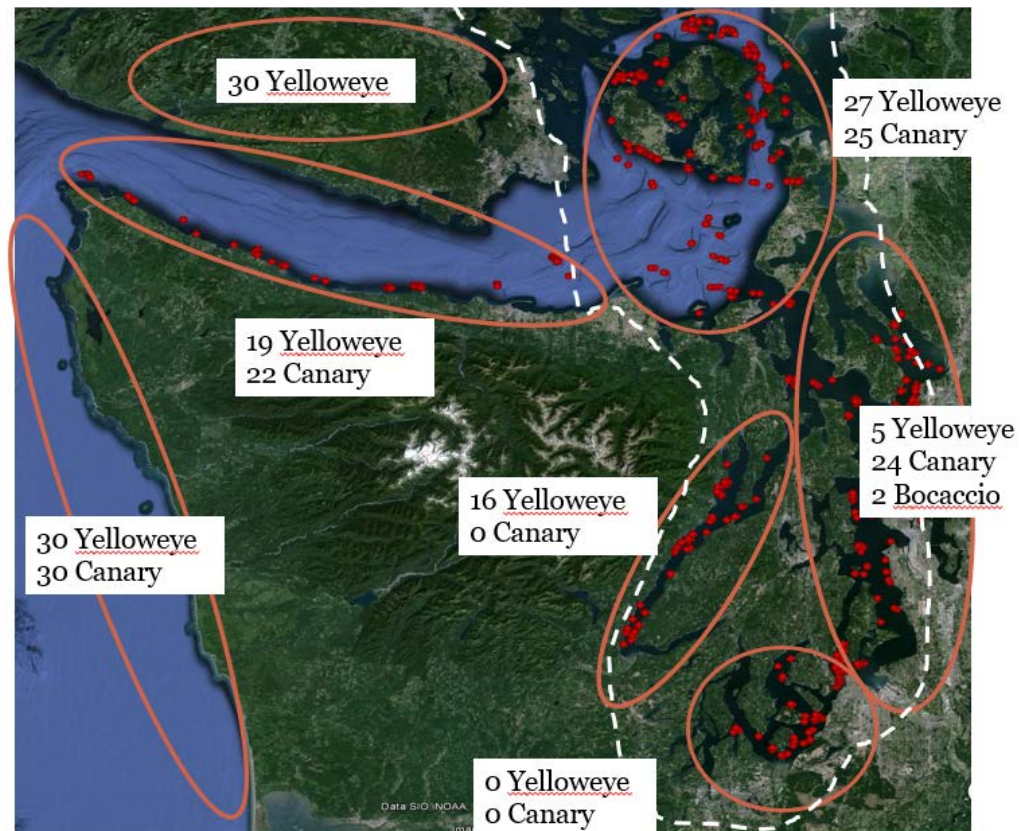 30 Yelloweye
27 Yelloweye
25 Canary
19 Yelloweye
22 Canary
5 Yelloweye
24 Canary
2 Bocaccio
16 Yelloweye
0 Canary
30 Yelloweye
30 Canary
0 Yelloweye
0 Canary
Data SIO, NOAA